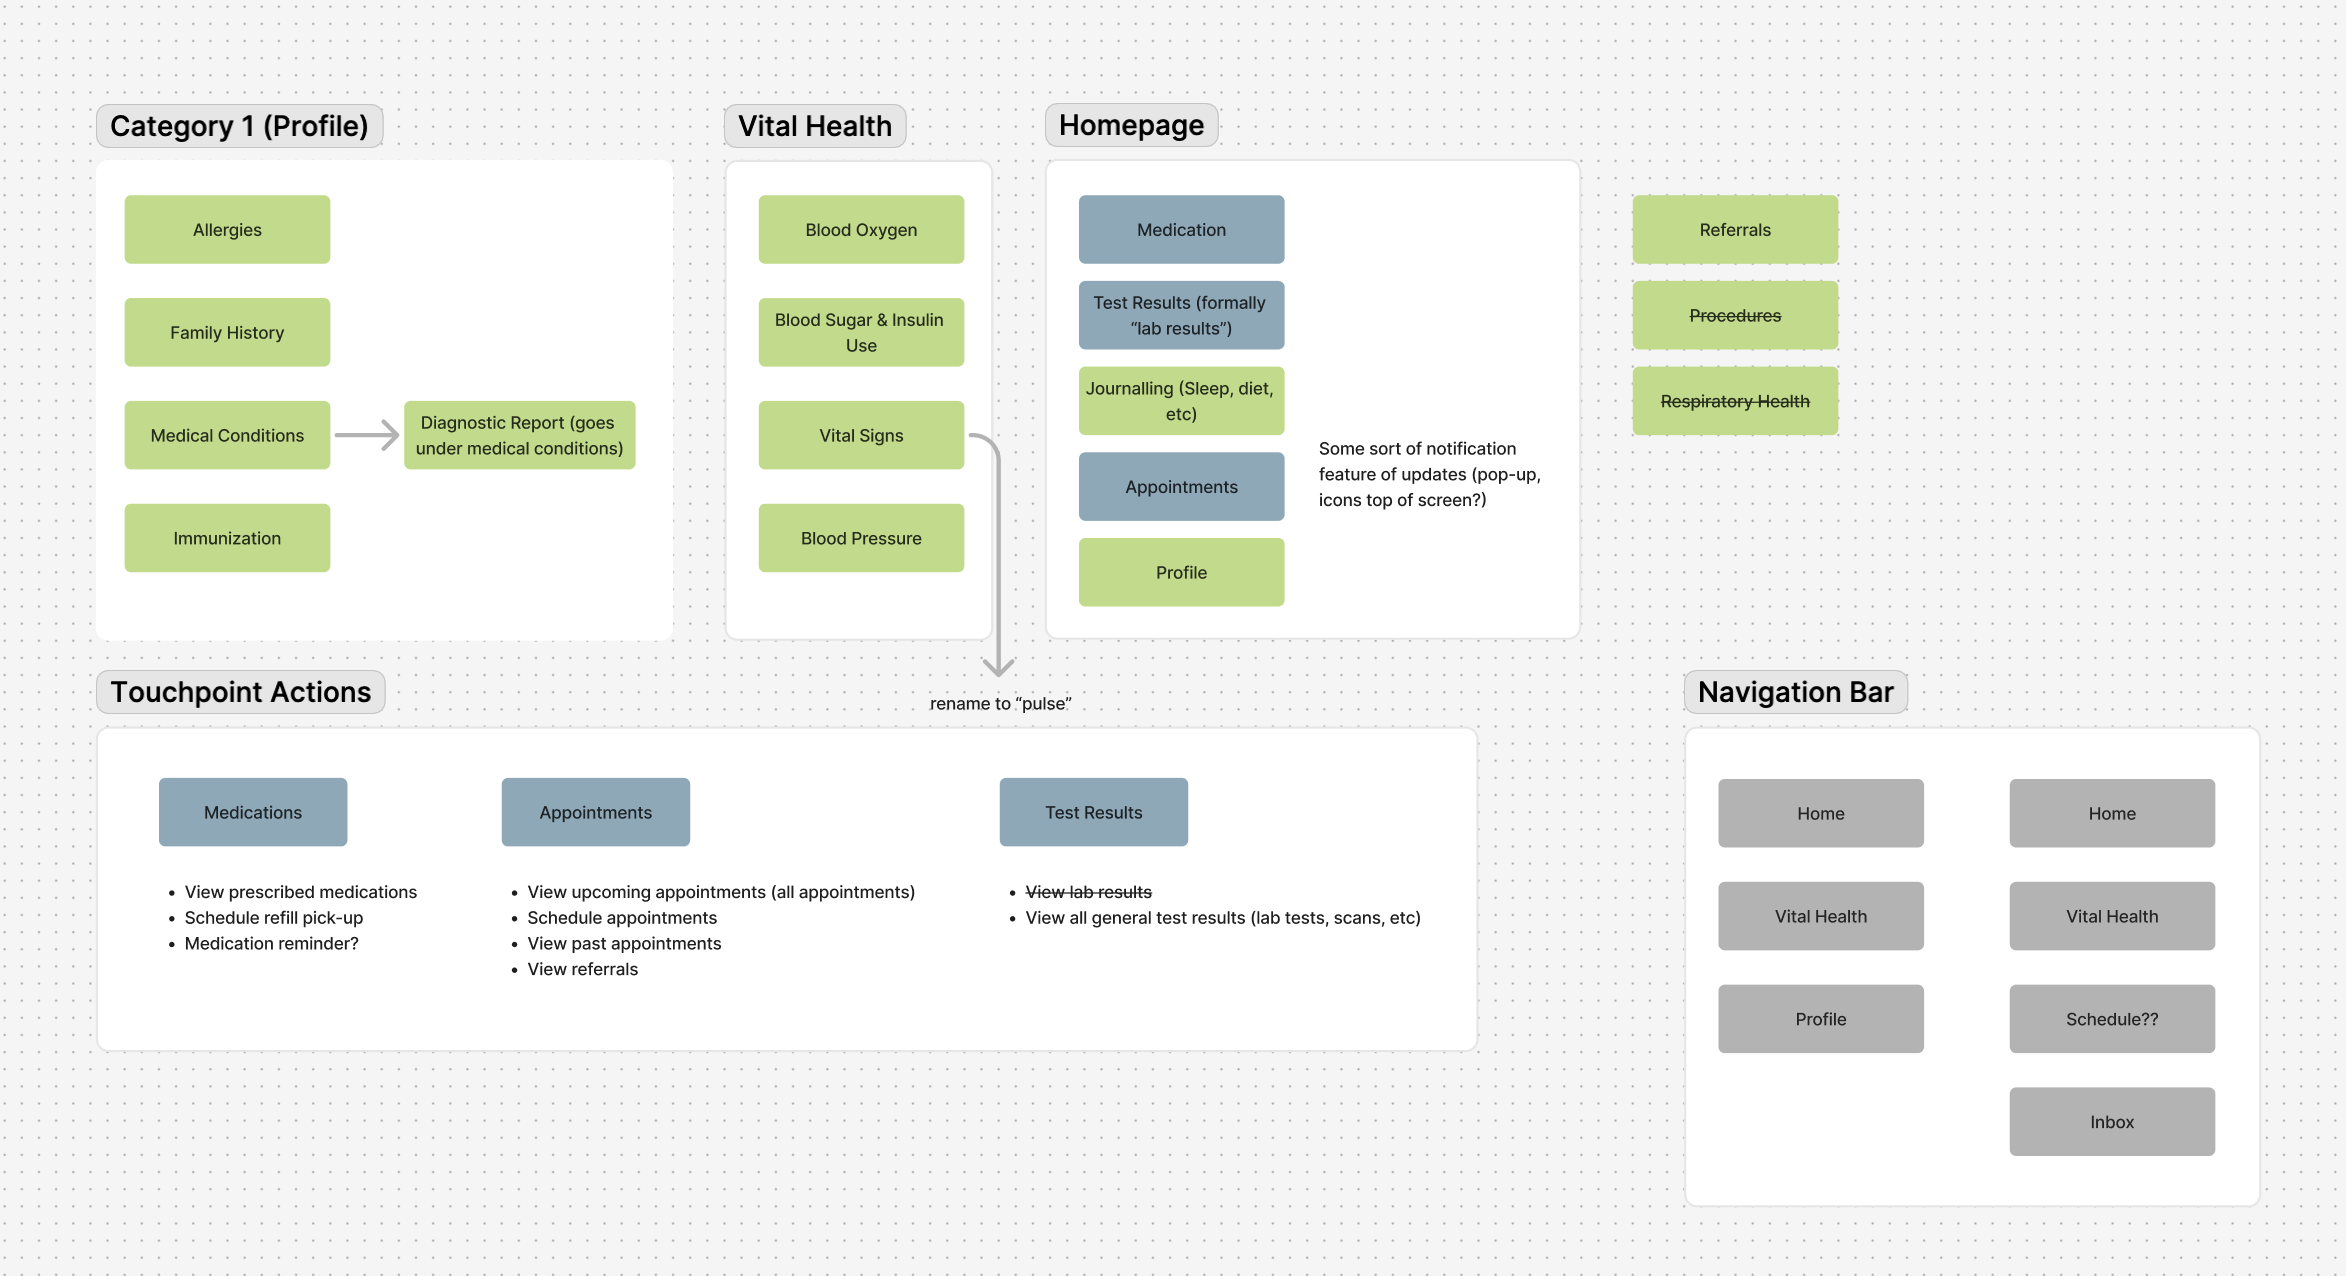 Category 1 (Profile)
Allergies
Family History
Medical Conditions
Diagnostic Report (goes
under medical conditions)
Immunization
Vital Health
Blood Oxygen
Blood Sugar & Insulin
Use
Vital Signs
Blood Pressure
rename to “pulse”
Homepage
Medication
Test Results (formally
“lab results”)
Journalling (Sleep, diet,
etc)
Appointments
Profile
Some sort of notification
feature of updates (pop-up,
icons top of screen?)
Referrals
Procedures
Respiratory Health
Touchpoint Actions
Medications
• View prescribed medications
• Schedule refill pick-up
• Medication reminder?
Appointments
• View upcoming appointments (all appointments)
• Schedule appointments
• View past appointments
• View referrals
Test Results
• View lab results
• View all general test results (lab tests, scans, etc)
Navigation Bar
Home
Vital Health
Profile
Home
Vital Health
Schedule??
Inbox